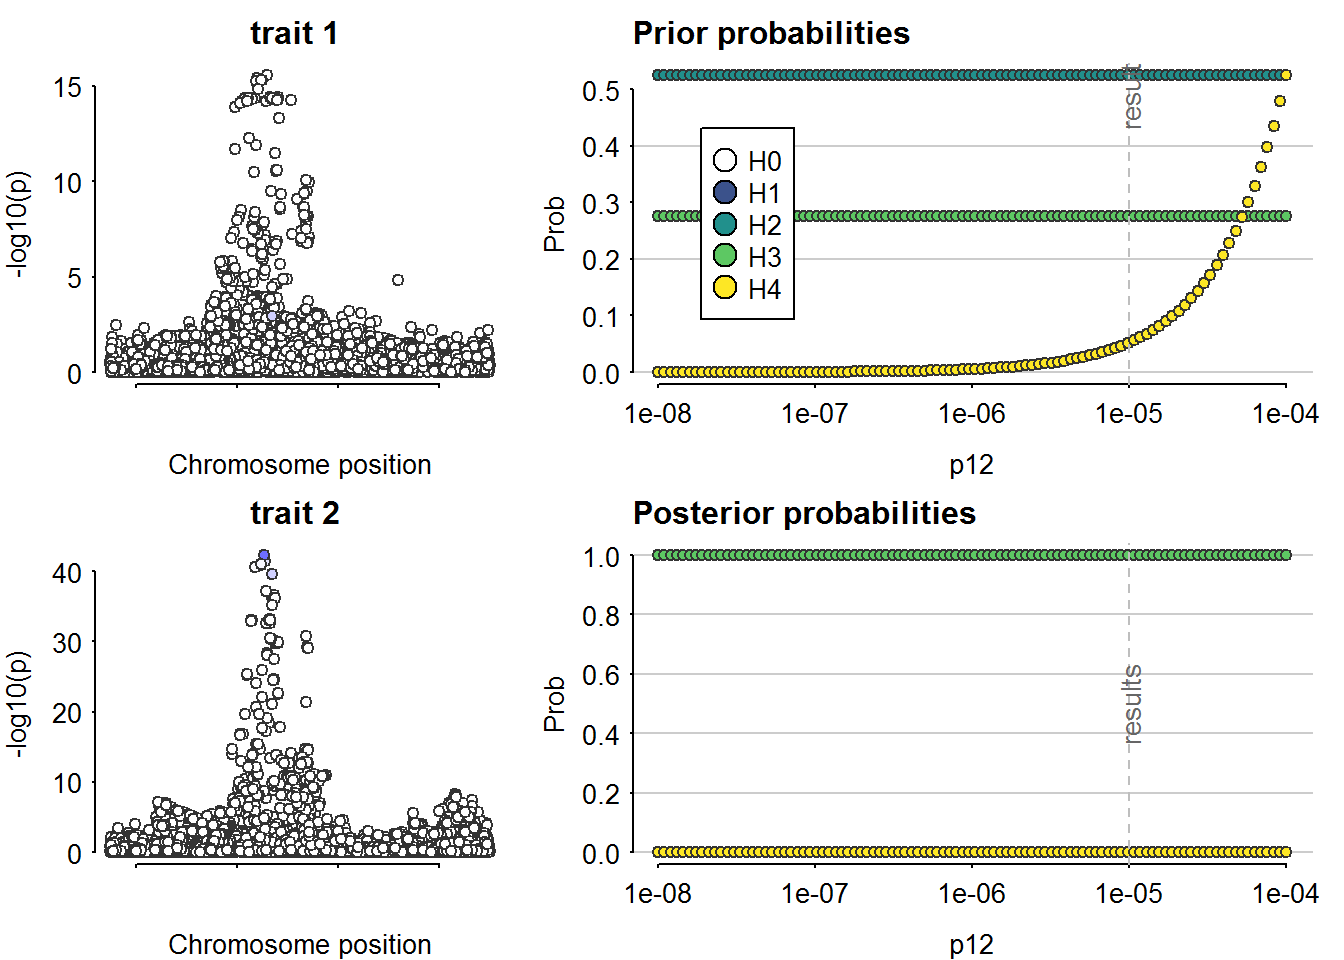 trait 1
15
10
5
0
-log10(p)
Chromosome position
Prior probabilities
0.5
0.4
0.3
0.2
0.1
0.0
Prob
H0
H1
H2
H3
H4
result
1e-08 1e-07 1e-06 1e-05 1e-04
p12
trait 2
40
30
20
10
0
-log10(p)
Chromosome position
Posterior probabilities
1.0
0.8
0.6
0.4
0.2
0.0
Prob
results
1e-08 1e-07 1e-06 1e-05 1e-04
p12